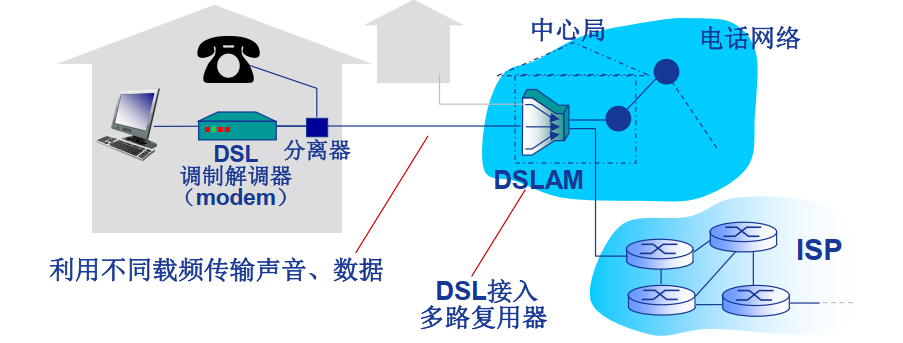 中心局
电话网络
DSL
调制解调器
（modem）
分离器
DSLAM
利用不同载频传输声音、数据
DSL接入
多路复用器
ISP